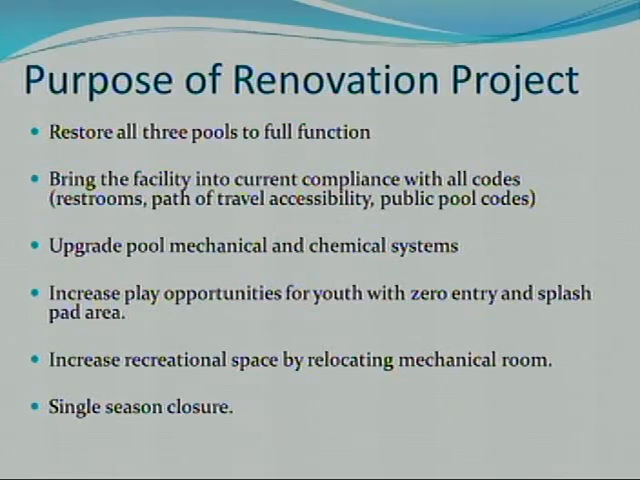 Purpose of Renovation Project
• Restore all three pools to full function
• Bring the facility into current compliance with all codes
(restrooms, path of travel accessibility, public pool codes)
• Upgrade pool mechanical and chemical systems
• Increase play opportunities for youth with zero entry and splash
pad area.
• Increase recreational space by relocating mechanical room.
• Single season closure.